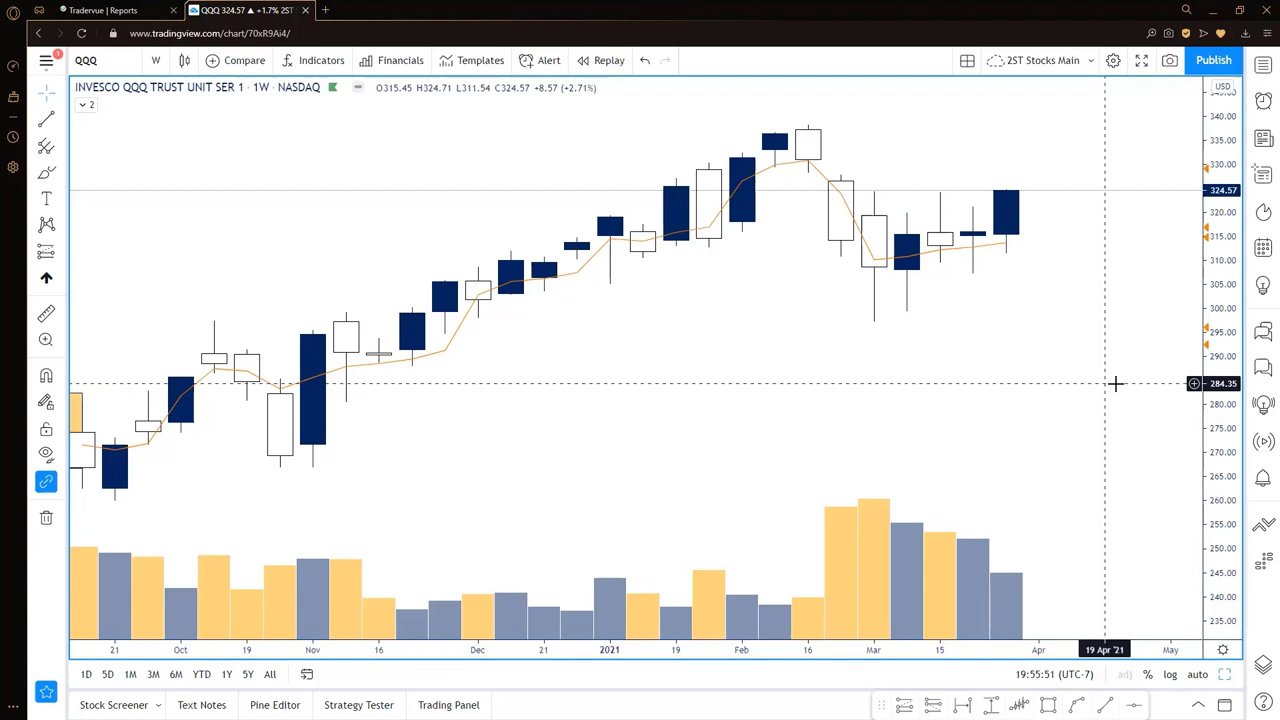 Tradervue | Reports
QQQ 324.57 ▲ +1.7% 2ST
www.tradingview.com/chart/70xR9Ai4/
1
QQQ
W
Compare
Indicators
Financials
Templates
Alert
Replay
2ST Stocks Main
Publish
INVESCO QQQ TRUST UNIT SER 1 · 1W · NASDAQ
O315.45 H324.71 L311.54 C324.57 +8.57 (+2.71%)
2
USD
340.00
335.00
330.00
324.57
320.00
315.00
310.00
305.00
300.00
295.00
290.00
284.35
280.00
275.00
270.00
265.00
260.00
255.00
250.00
245.00
240.00
235.00
21 Oct 19 Nov 16 Dec 21 2021 19 Feb 16 Mar 15 Apr 19 Apr '21 May
1D 5D 1M 3M 6M YTD 1Y 5Y All
19:55:51 (UTC-7)
adj % log auto
Stock Screener
Text Notes
Pine Editor
Strategy Tester
Trading Panel